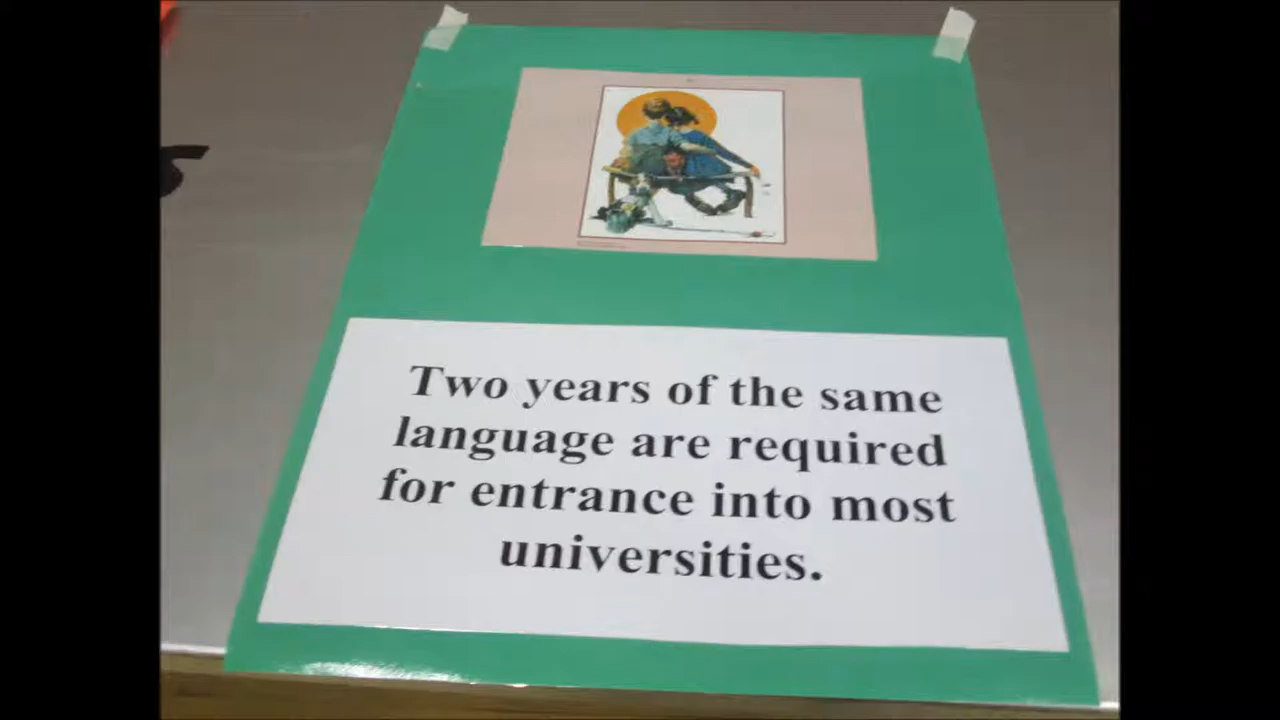 Two years of the same
language are required
for entrance into most
universities.